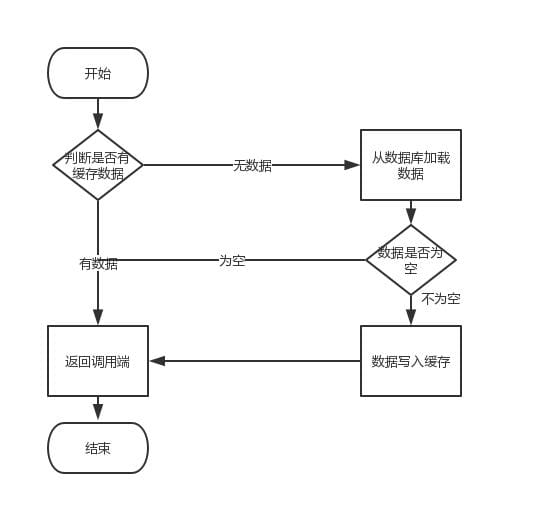 开始
判断是否有
缓存数据
无数据
从数据库加载
数据
数据是否为
空
为空
有数据
不为空
返回调用端
数据写入缓存
结束